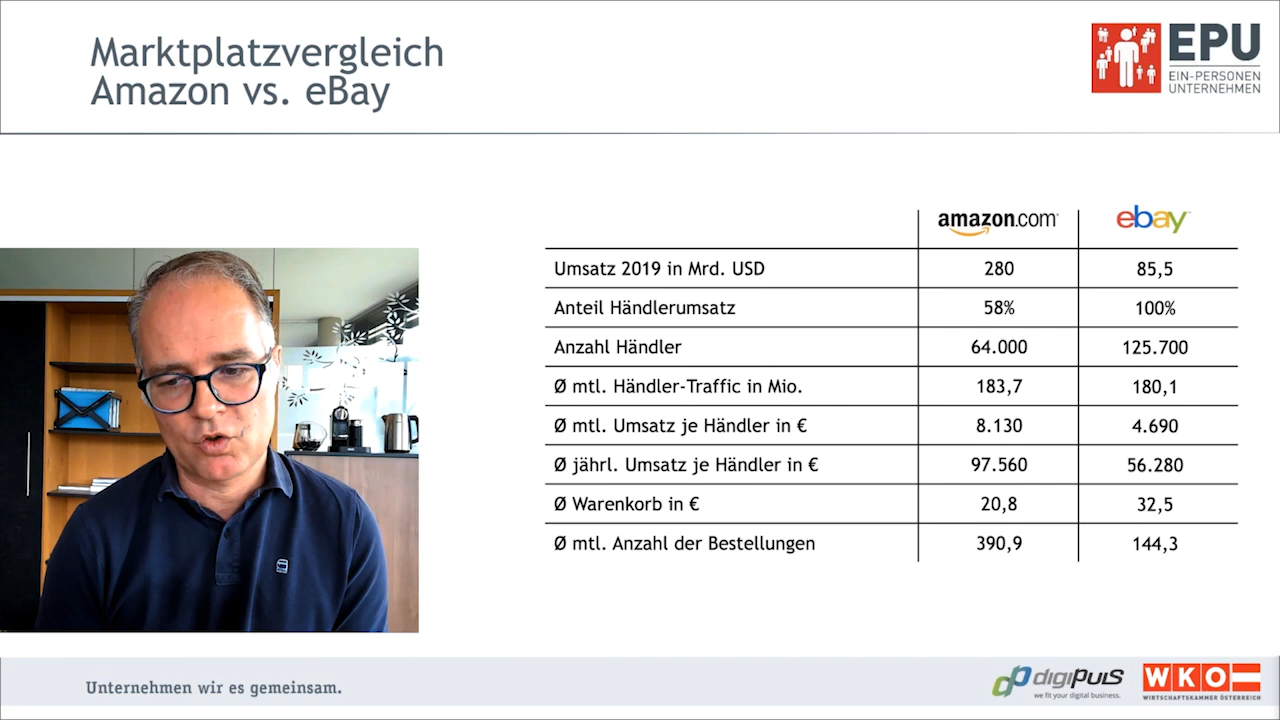 Marktplatzvergleich
Amazon vs. eBay
EPU
EIN-PERSONEN
UNTERNEHMEN
amazon.com ebay
Umsatz 2019 in Mrd. USD 280 85,5
Anteil Händlerumsatz 58% 100%
Anzahl Händler 64.000 125.700
Ø mtl. Händler-Traffic in Mio. 183,7 180,1
Ø mtl. Umsatz je Händler in € 8.130 4.690
Ø jährl. Umsatz je Händler in € 97.560 56.280
Ø Warenkorb in € 20,8 32,5
Ø mtl. Anzahl der Bestellungen 390,9 144,3
Unternehmen wir es gemeinsam.
digipuls
we fit your digital business.
WKO
WIRTSCHAFTSKAMMER ÖSTERREICH